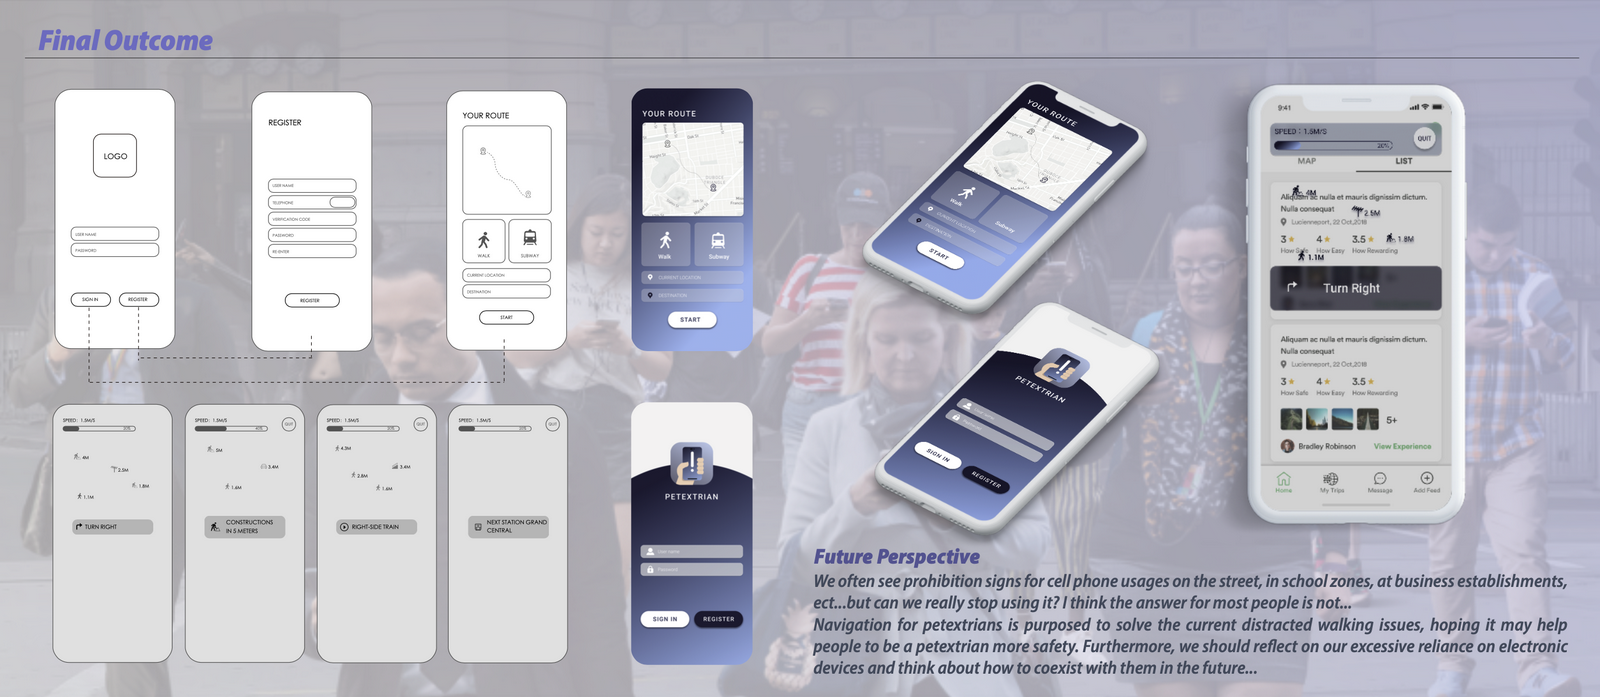 Final Outcome
LOGO
USER NAME
PASSWORD
SIGN IN
REGISTER
REGISTER
USER NAME
TELEPHONE
VERIFICATION CODE
PASSWORD
RE-ENTER
REGISTER
YOUR ROUTE
WALK
SUBWAY
CURRENT LOCATION
DESTINATION
START
YOUR ROUTE
Walk
Subway
CURRENT LOCATION
DESTINATION
START
YOUR ROUTE
Walk
Subway
CURRENT LOCATION
DESTINATION
START
PETEXTRIAN
User name
Password
SIGN IN
REGISTER
9:41
SPEED : 1.5M/S
QUIT
20%
MAP
LIST
Aliquam ac nulla et mauris dignissim dictum.
Nulla consequat
4M
2.5M
Lucienneport, 22 Oct,2018
3 4 3.5
1.8M
How Safe How Easy How Rewarding
1.1M
Turn Right
Aliquam ac nulla et mauris dignissim dictum.
Nulla consequat
Lucienneport, 22 Oct,2018
3 4 3.5
How Safe How Easy How Rewarding
5+
Bradley Robinson
View Experience
Home
My Trips
Message
Add Feed
SPEED: 1.5M/S
20%
4M
2.5M
1.8M
1.1M
TURN RIGHT
SPEED: 1.5M/S
QUIT
5M
3.4M
1.6M
CONSTRUCTIONS
IN 5 METERS
SPEED: 1.5M/S
QUIT
4.3M
3.4M
2.8M
1.6M
RIGHT-SIDE TRAIN
SPEED: 1.5M/S
QUIT
NEXT STATION GRAND
CENTRAL
PETEXTRIAN
User name
Password
SIGN IN
REGISTER
Future Perspective
We often see prohibition signs for cell phone usages on the street, in school zones, at business establishments,
ect...but can we really stop using it? I think the answer for most people is not...
Navigation for petextrians is purposed to solve the current distracted walking issues, hoping it may help
people to be a petextrian more safety. Furthermore, we should reflect on our excessive reliance on electronic
devices and think about how to coexist with them in the future...